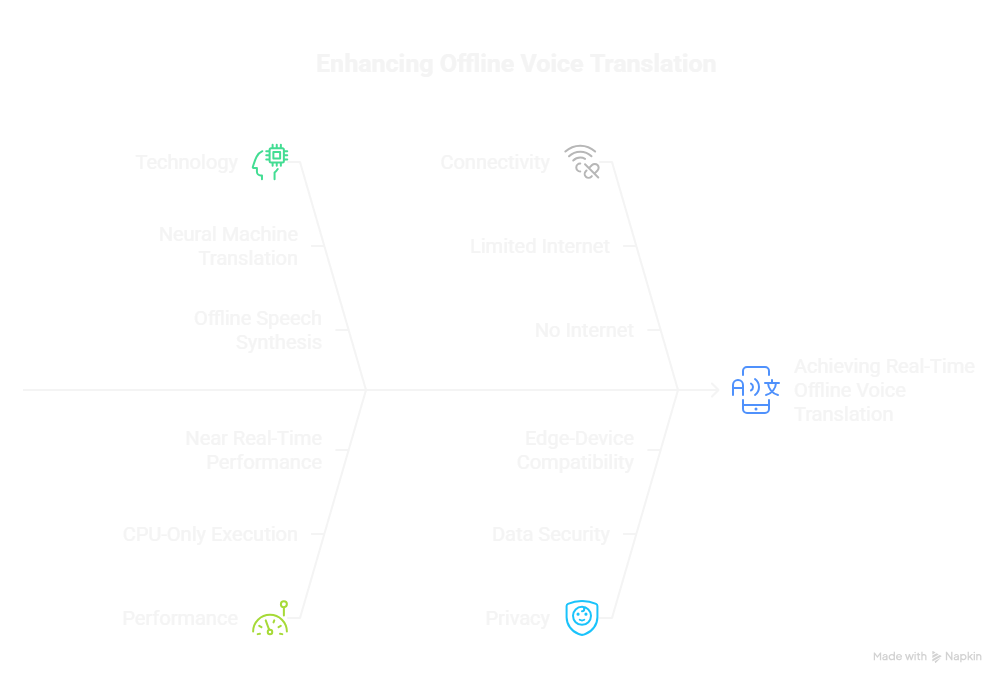 Enhancing Offline Voice Translation
Technology
Connectivity
Neural Machine
Translation
Limited Internet
Offline Speech
Synthesis
No Internet
Achieving Real-Time
Offline Voice
Translation
Near Real-Time
Performance
Edge-Device
Compatibility
CPU-Only Execution
Data Security
Performance
Privacy
Made with Napkin